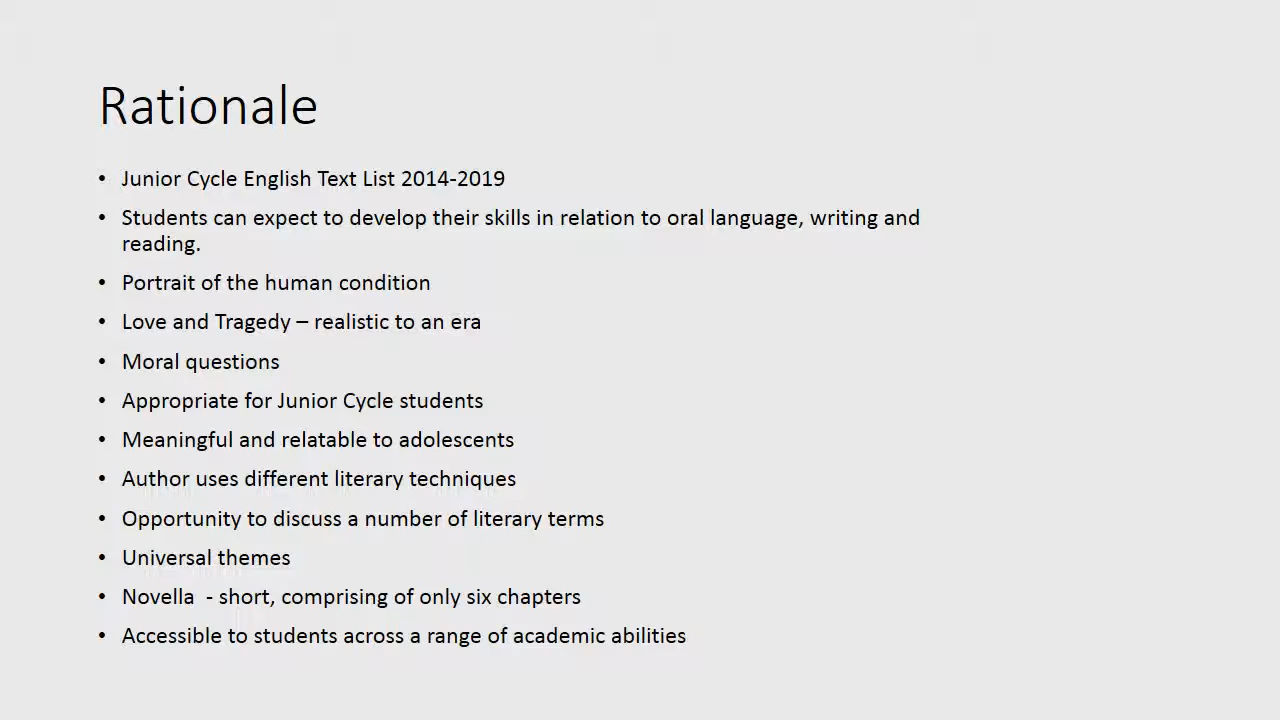 Rationale
• Junior Cycle English Text List 2014-2019
• Students can expect to develop their skills in relation to oral language, writing and
reading.
• Portrait of the human condition
• Love and Tragedy – realistic to an era
• Moral questions
• Appropriate for Junior Cycle students
• Meaningful and relatable to adolescents
• Author uses different literary techniques
• Opportunity to discuss a number of literary terms
• Universal themes
• Novella  - short, comprising of only six chapters
• Accessible to students across a range of academic abilities